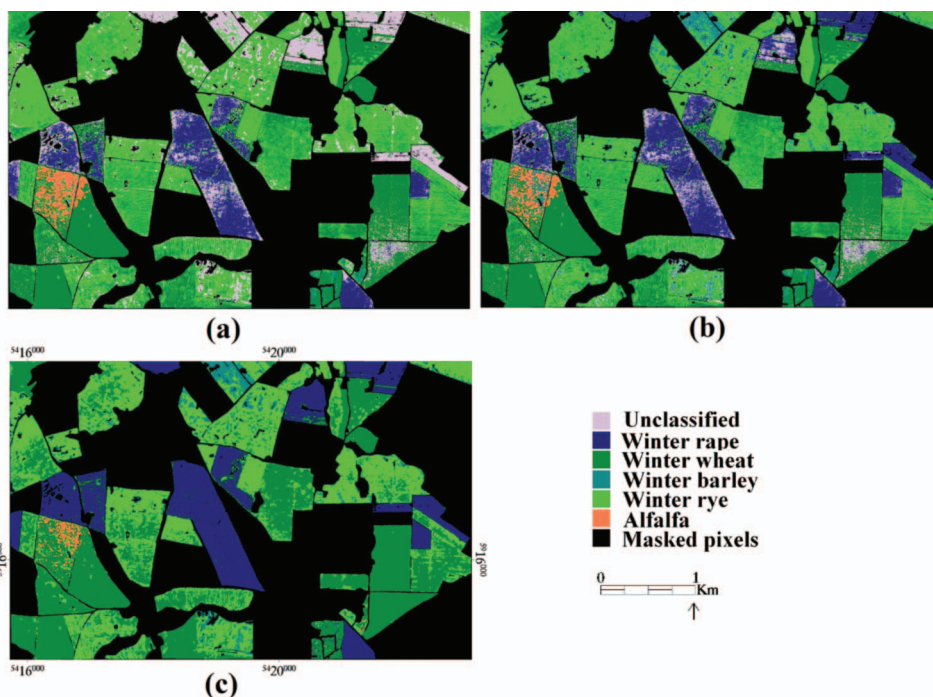 (a)
(b)
⁵⁴16⁰⁰⁰
⁵⁴20⁰⁰⁰
Unclassified
Winter rape
Winter wheat
Winter barley
Winter rye
Alfalfa
Masked pixels
⁵⁹16⁰⁰⁰
0
1
Km
⁵⁴16⁰⁰⁰
⁵⁴20⁰⁰⁰
(c)